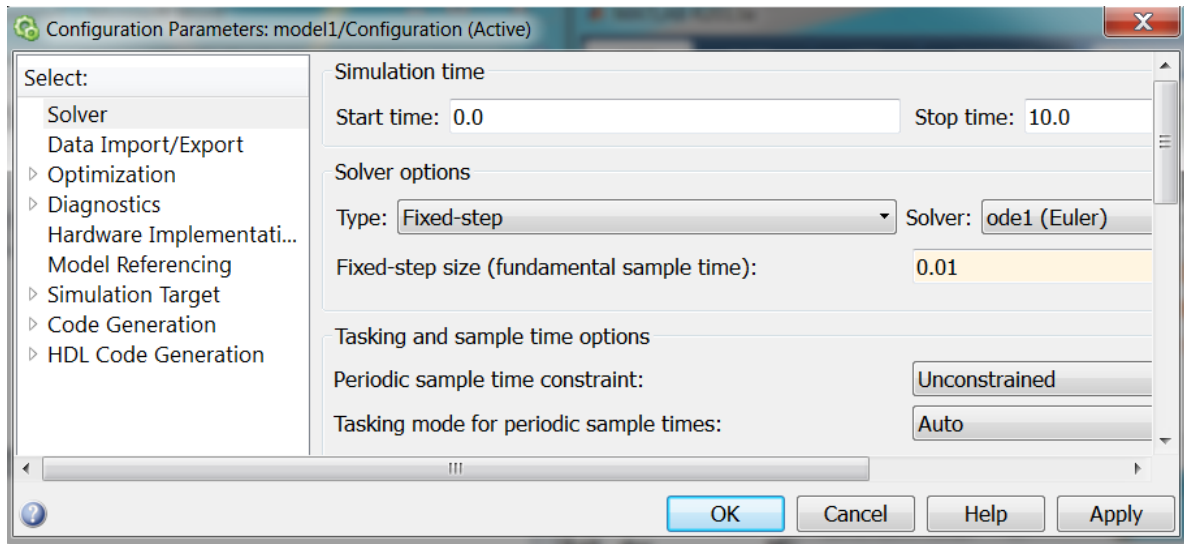 Configuration Parameters: model1/Configuration (Active)
Select:
Solver
Data Import/Export
Optimization
Diagnostics
Hardware Implementati...
Model Referencing
Simulation Target
Code Generation
HDL Code Generation
Simulation time
Start time: 0.0 Stop time: 10.0
Solver options
Type: Fixed-step Solver: ode1 (Euler)
Fixed-step size (fundamental sample time): 0.01
Tasking and sample time options
Periodic sample time constraint: Unconstrained
Tasking mode for periodic sample times: Auto
OK Cancel Help Apply